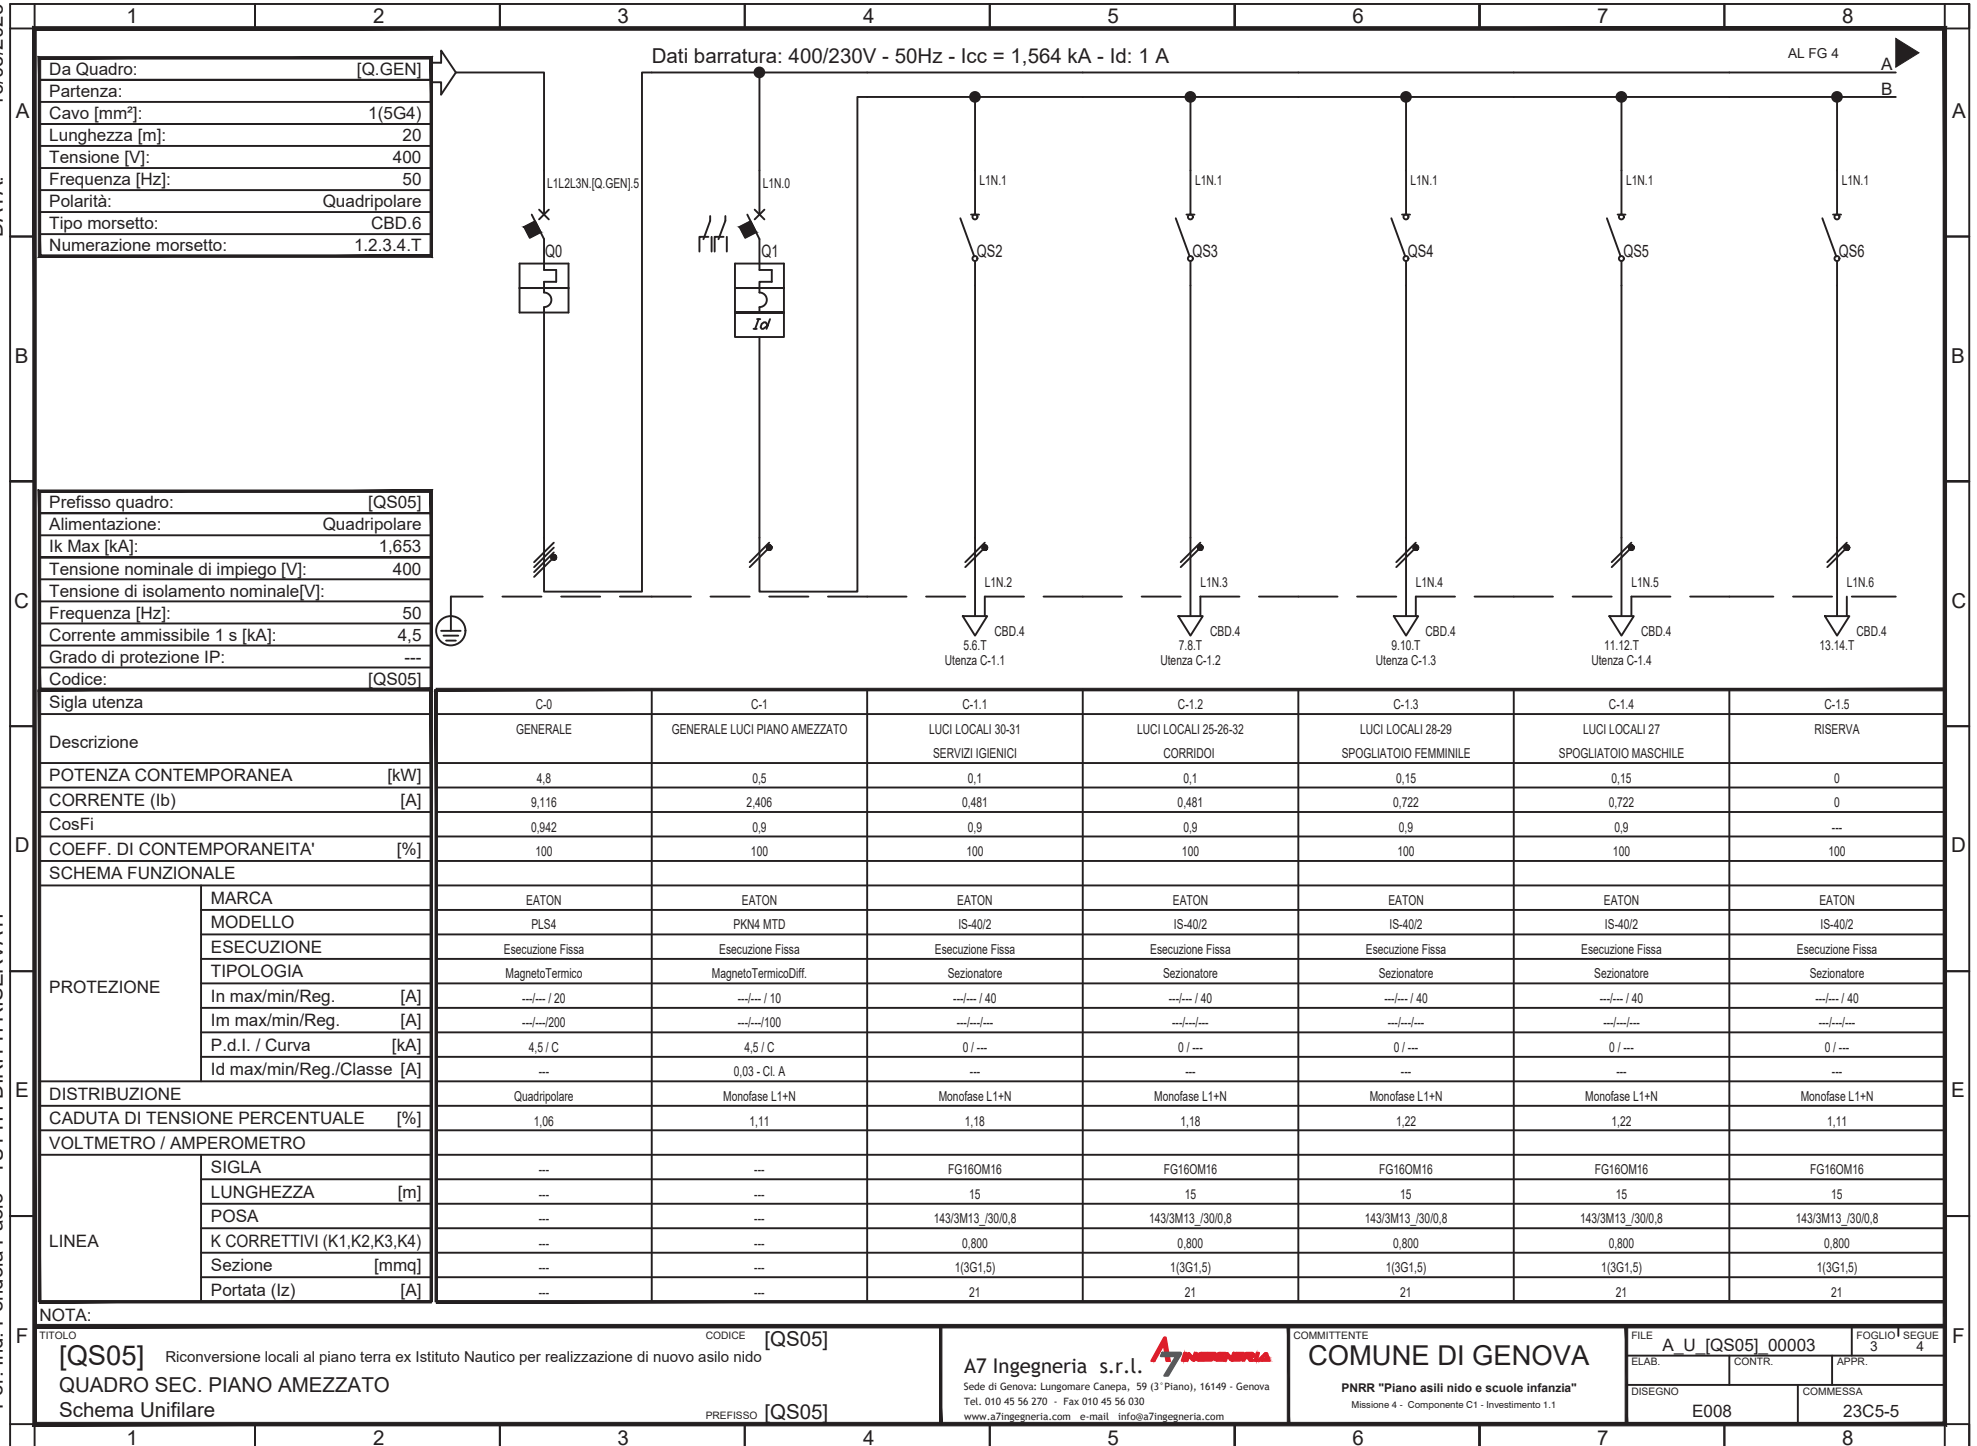 1 2 3 4 5 6 7 8
A
B
C
D
E
F
Da Quadro: [Q.GEN]
Partenza:
Cavo [mm²]: 1(5G4)
Lunghezza [m]: 20
Tensione [V]: 400
Frequenza [Hz]: 50
Polarità: Quadripolare
Tipo morsetto: CBD.6
Numerazione morsetto: 1.2.3.4.T
Dati barratura: 400/230V - 50Hz - Icc = 1,564 kA - Id: 1 A
AL FG 4
A
B
L1L2L3N.[Q.GEN].5 L1N.0 L1N.1 L1N.1 L1N.1 L1N.1 L1N.1
Q0 Q1 QS2 QS3 QS4 QS5 QS6
Id
Prefisso quadro: [QS05]
Alimentazione: Quadripolare
Ik Max [kA]: 1,653
Tensione nominale di impiego [V]: 400
Tensione di isolamento nominale[V]:
Frequenza [Hz]: 50
Corrente ammissibile 1 s [kA]: 4,5
Grado di protezione IP: ---
Codice: [QS05]
L1N.2 L1N.3 L1N.4 L1N.5 L1N.6
CBD.4 CBD.4 CBD.4 CBD.4 CBD.4
5.6.T 7.8.T 9.10.T 11.12.T 13.14.T
Utenza C-1.1 Utenza C-1.2 Utenza C-1.3 Utenza C-1.4
Sigla utenza C-0 C-1 C-1.1 C-1.2 C-1.3 C-1.4 C-1.5
Descrizione GENERALE GENERALE LUCI PIANO AMEZZATO LUCI LOCALI 30-31 LUCI LOCALI 25-26-32 LUCI LOCALI 28-29 LUCI LOCALI 27 RISERVA
SERVIZI IGIENICI CORRIDOI SPOGLIATOIO FEMMINILE SPOGLIATOIO MASCHILE
POTENZA CONTEMPORANEA [kW] 4,8 0,5 0,1 0,1 0,15 0,15 0
CORRENTE (Ib) [A] 9,116 2,406 0,481 0,481 0,722 0,722 0
CosFi 0,942 0,9 0,9 0,9 0,9 0,9 ---
COEFF. DI CONTEMPORANEITA' [%] 100 100 100 100 100 100 100
SCHEMA FUNZIONALE
PROTEZIONE
MARCA EATON EATON EATON EATON EATON EATON EATON
MODELLO PLS4 PKN4 MTD IS-40/2 IS-40/2 IS-40/2 IS-40/2 IS-40/2
ESECUZIONE Esecuzione Fissa Esecuzione Fissa Esecuzione Fissa Esecuzione Fissa Esecuzione Fissa Esecuzione Fissa Esecuzione Fissa
TIPOLOGIA MagnetoTermico MagnetoTermicoDiff. Sezionatore Sezionatore Sezionatore Sezionatore Sezionatore
In max/min/Reg. [A] ---/--- / 20 ---/--- / 10 ---/--- / 40 ---/--- / 40 ---/--- / 40 ---/--- / 40 ---/--- / 40
Im max/min/Reg. [A] ---/---/200 ---/---/100 ---/---/--- ---/---/--- ---/---/--- ---/---/--- ---/---/---
P.d.I. / Curva [kA] 4,5 / C 4,5 / C 0 / --- 0 / --- 0 / --- 0 / --- 0 / ---
Id max/min/Reg./Classe [A] --- 0,03 - Cl. A --- --- --- --- ---
DISTRIBUZIONE Quadripolare Monofase L1+N Monofase L1+N Monofase L1+N Monofase L1+N Monofase L1+N Monofase L1+N
CADUTA DI TENSIONE PERCENTUALE [%] 1,06 1,11 1,18 1,18 1,22 1,22 1,11
VOLTMETRO / AMPEROMETRO
LINEA
SIGLA --- --- FG16OM16 FG16OM16 FG16OM16 FG16OM16 FG16OM16
LUNGHEZZA [m] --- --- 15 15 15 15 15
POSA --- --- 143/3M13_/30/0,8 143/3M13_/30/0,8 143/3M13_/30/0,8 143/3M13_/30/0,8 143/3M13_/30/0,8
K CORRETTIVI (K1,K2,K3,K4) --- --- 0,800 0,800 0,800 0,800 0,800
Sezione [mmq] --- --- 1(3G1,5) 1(3G1,5) 1(3G1,5) 1(3G1,5) 1(3G1,5)
Portata (Iz) [A] --- --- 21 21 21 21 21
NOTA:
TITOLO
[QS05] Riconversione locali al piano terra ex Istituto Nautico per realizzazione di nuovo asilo nido
QUADRO SEC. PIANO AMEZZATO
Schema Unifilare
CODICE [QS05]
PREFISSO [QS05]
A7 Ingegneria s.r.l. A7 INGEGNERIA
Sede di Genova: Lungomare Canepa, 59 (3°Piano), 16149 - Genova
Tel. 010 45 56 270 - Fax 010 45 56 030
www.a7ingegneria.com e-mail info@a7ingegneria.com
COMMITTENTE
COMUNE DI GENOVA
PNRR "Piano asili nido e scuole infanzia"
Missione 4 - Componente C1 - Investimento 1.1
FILE A_U_[QS05]_00003
FOGLIO 3 SEGUE 4
ELAB. CONTR. APPR.
DISEGNO E008
COMMESSA 23C5-5
A
B
C
D
E
F
1 2 3 4 5 6 7 8